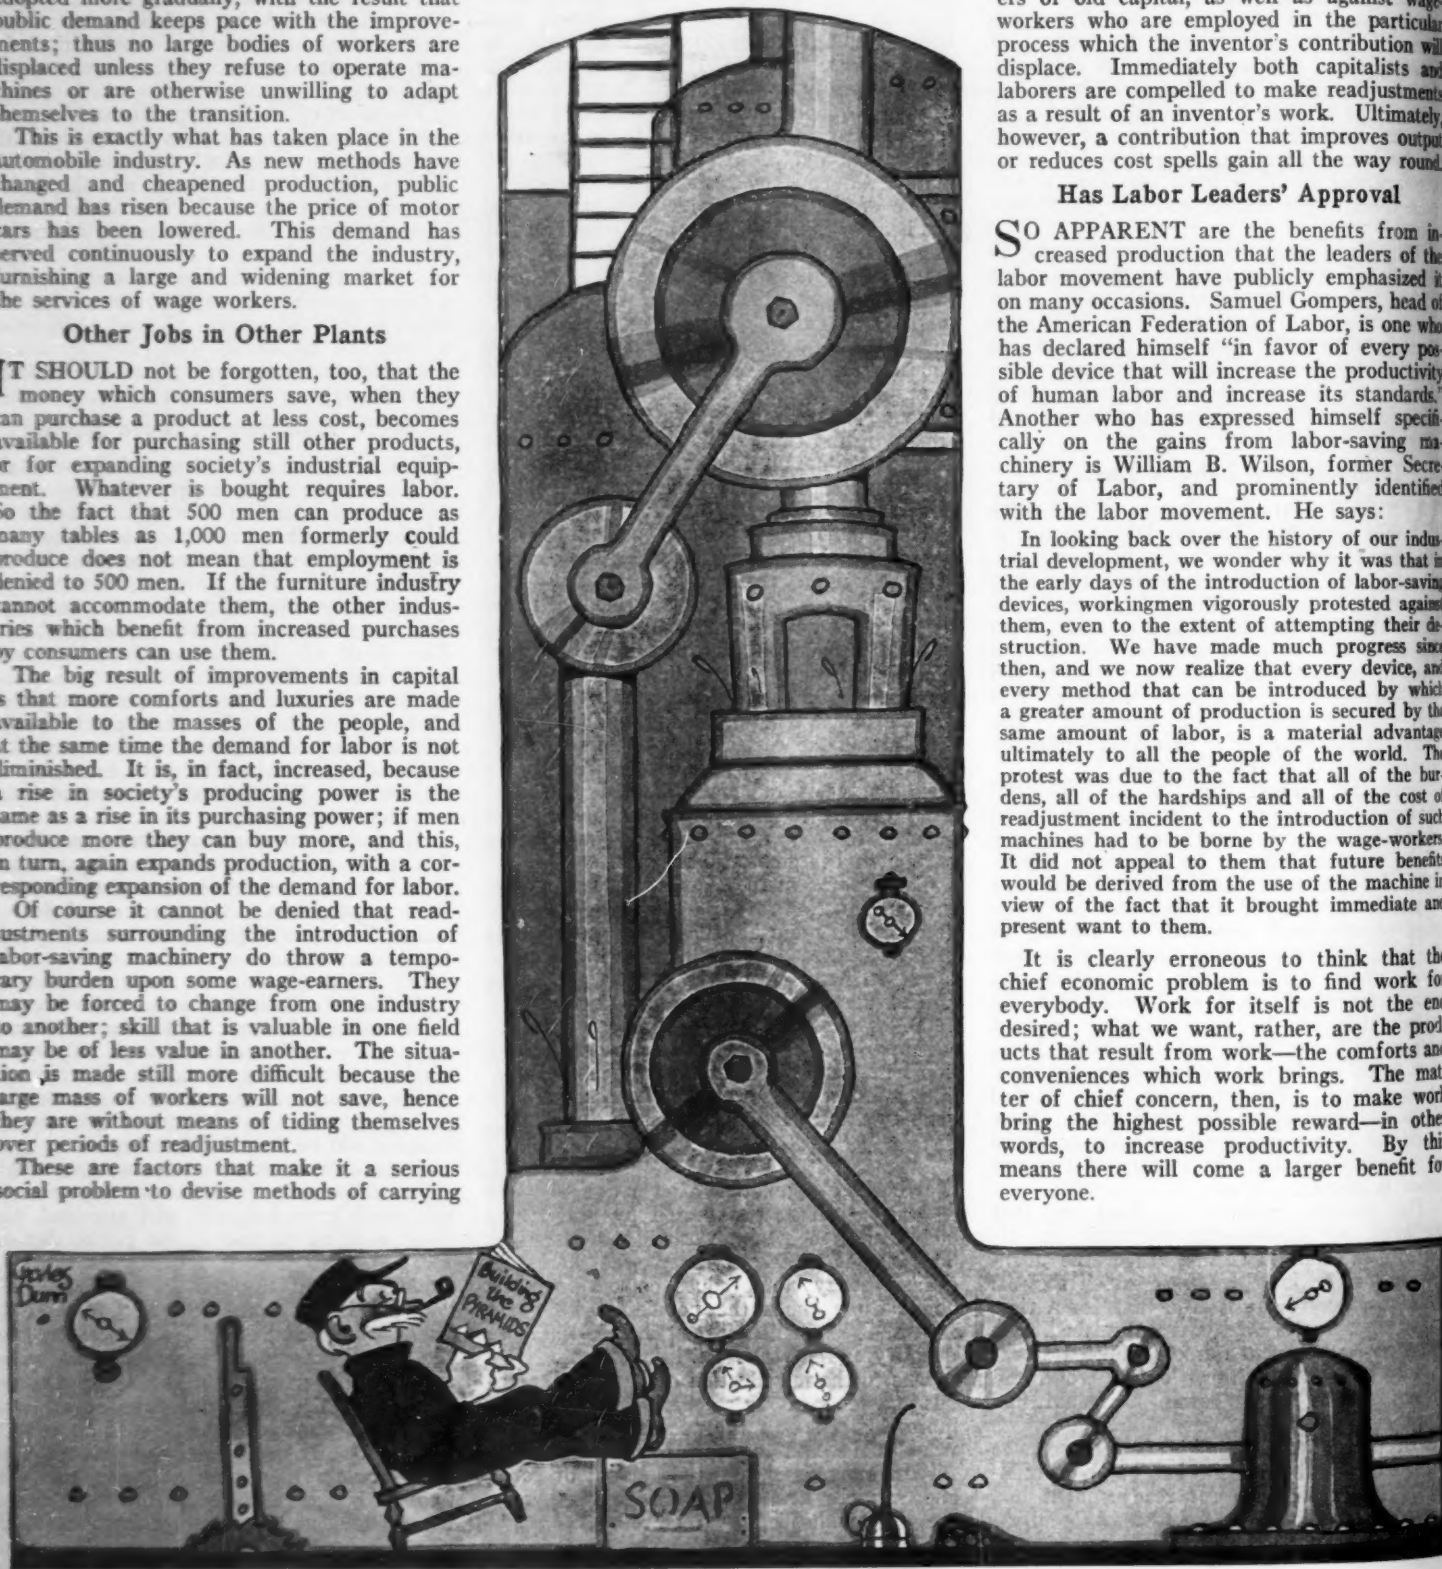 public demand keeps pace with the improve-
ments; thus no large bodies of workers are
displaced unless they refuse to operate ma-
chines or are otherwise unwilling to adapt
themselves to the transition.
This is exactly what has taken place in the
automobile industry. As new methods have
changed and cheapened production, public
demand has risen because the price of motor
cars has been lowered. This demand has
served continuously to expand the industry,
furnishing a large and widening market for
the services of wage workers.
Other Jobs in Other Plants
IT SHOULD not be forgotten, too, that the
money which consumers save, when they
can purchase a product at less cost, becomes
available for purchasing still other products,
or for expanding society's industrial equip-
ment. Whatever is bought requires labor.
So the fact that 500 men can produce as
many tables as 1,000 men formerly could
produce does not mean that employment is
denied to 500 men. If the furniture industry
cannot accommodate them, the other indus-
tries which benefit from increased purchases
by consumers can use them.
The big result of improvements in capital
is that more comforts and luxuries are made
available to the masses of the people, and
at the same time the demand for labor is not
diminished. It is, in fact, increased, because
a rise in society's producing power is the
same as a rise in its purchasing power; if men
produce more they can buy more, and this,
in turn, again expands production, with a cor-
responding expansion of the demand for labor.
Of course it cannot be denied that read-
justments surrounding the introduction of
labor-saving machinery do throw a tempo-
rary burden upon some wage-earners. They
may be forced to change from one industry
to another; skill that is valuable in one field
may be of less value in another. The situa-
tion is made still more difficult because the
large mass of workers will not save, hence
they are without means of tiding themselves
over periods of readjustment.
These are factors that make it a serious
social problem to devise methods of carrying
ers of old capital, as well as against wage-
workers who are employed in the particular
process which the inventor's contribution will
displace. Immediately both capitalists and
laborers are compelled to make readjustments
as a result of an inventor's work. Ultimately,
however, a contribution that improves output
or reduces cost spells gain all the way round.
Has Labor Leaders' Approval
SO APPARENT are the benefits from in-
creased production that the leaders of the
labor movement have publicly emphasized it
on many occasions. Samuel Gompers, head of
the American Federation of Labor, is one who
has declared himself "in favor of every pos-
sible device that will increase the productivity
of human labor and increase its standards."
Another who has expressed himself specifi-
cally on the gains from labor-saving ma-
chinery is William B. Wilson, former Secre-
tary of Labor, and prominently identified
with the labor movement. He says:
In looking back over the history of our indus-
trial development, we wonder why it was that in
the early days of the introduction of labor-saving
devices, workingmen vigorously protested against
them, even to the extent of attempting their de-
struction. We have made much progress since
then, and we now realize that every device, and
every method that can be introduced by which
a greater amount of production is secured by the
same amount of labor, is a material advantage
ultimately to all the people of the world. The
protest was due to the fact that all of the bur-
dens, all of the hardships and all of the cost of
readjustment incident to the introduction of such
machines had to be borne by the wage-workers.
It did not appeal to them that future benefits
would be derived from the use of the machine in
view of the fact that it brought immediate and
present want to them.
It is clearly erroneous to think that the
chief economic problem is to find work for
everybody. Work for itself is not the end
desired; what we want, rather, are the prod-
ucts that result from work—the comforts and
conveniences which work brings. The mat-
ter of chief concern, then, is to make work
bring the highest possible reward—in other
words, to increase productivity. By this
means there will come a larger benefit for
everyone.
Dunn
Building
the
PYRAMIDS
SOAP